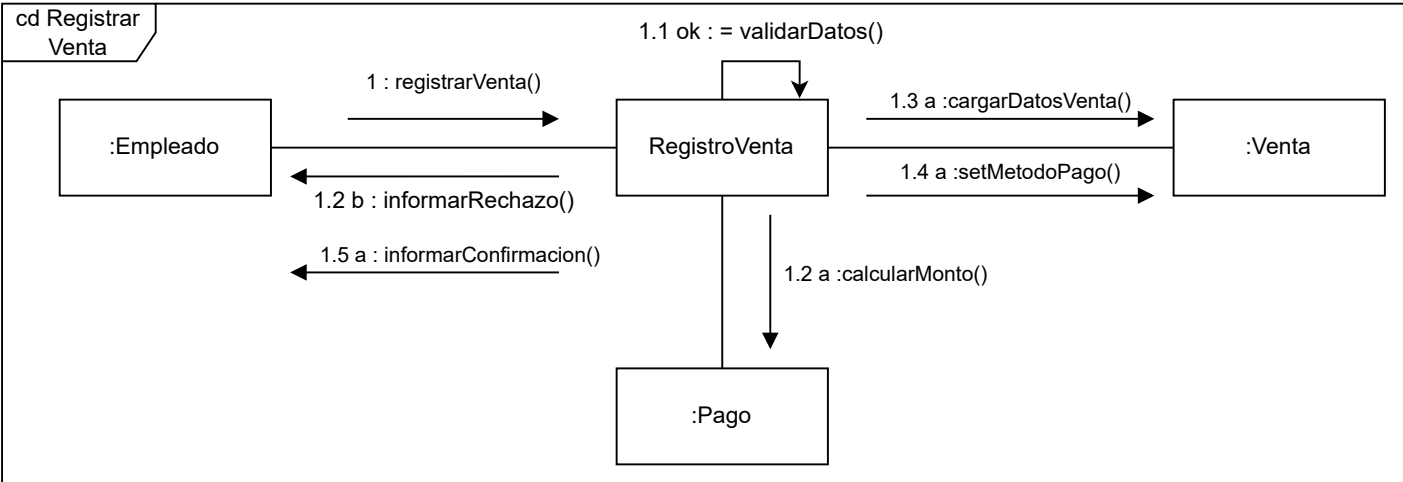 cd Registrar
Venta
1.1 ok : = validarDatos()
1 : registrarVenta()
1.3 a :cargarDatosVenta()
:Empleado
RegistroVenta
:Venta
1.4 a :setMetodoPago()
1.2 b : informarRechazo()
1.5 a : informarConfirmacion()
1.2 a :calcularMonto()
:Pago